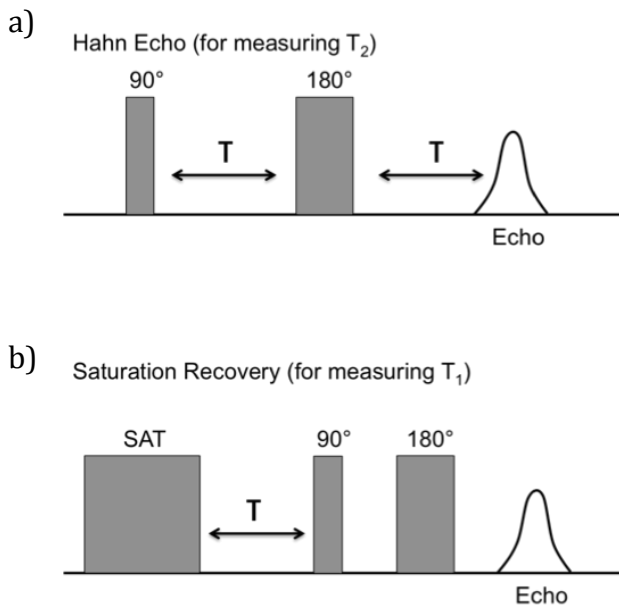 a)
Hahn Echo (for measuring T₂)
90° 180°
T T
Echo
b)
Saturation Recovery (for measuring T₁)
SAT 90° 180°
T
Echo